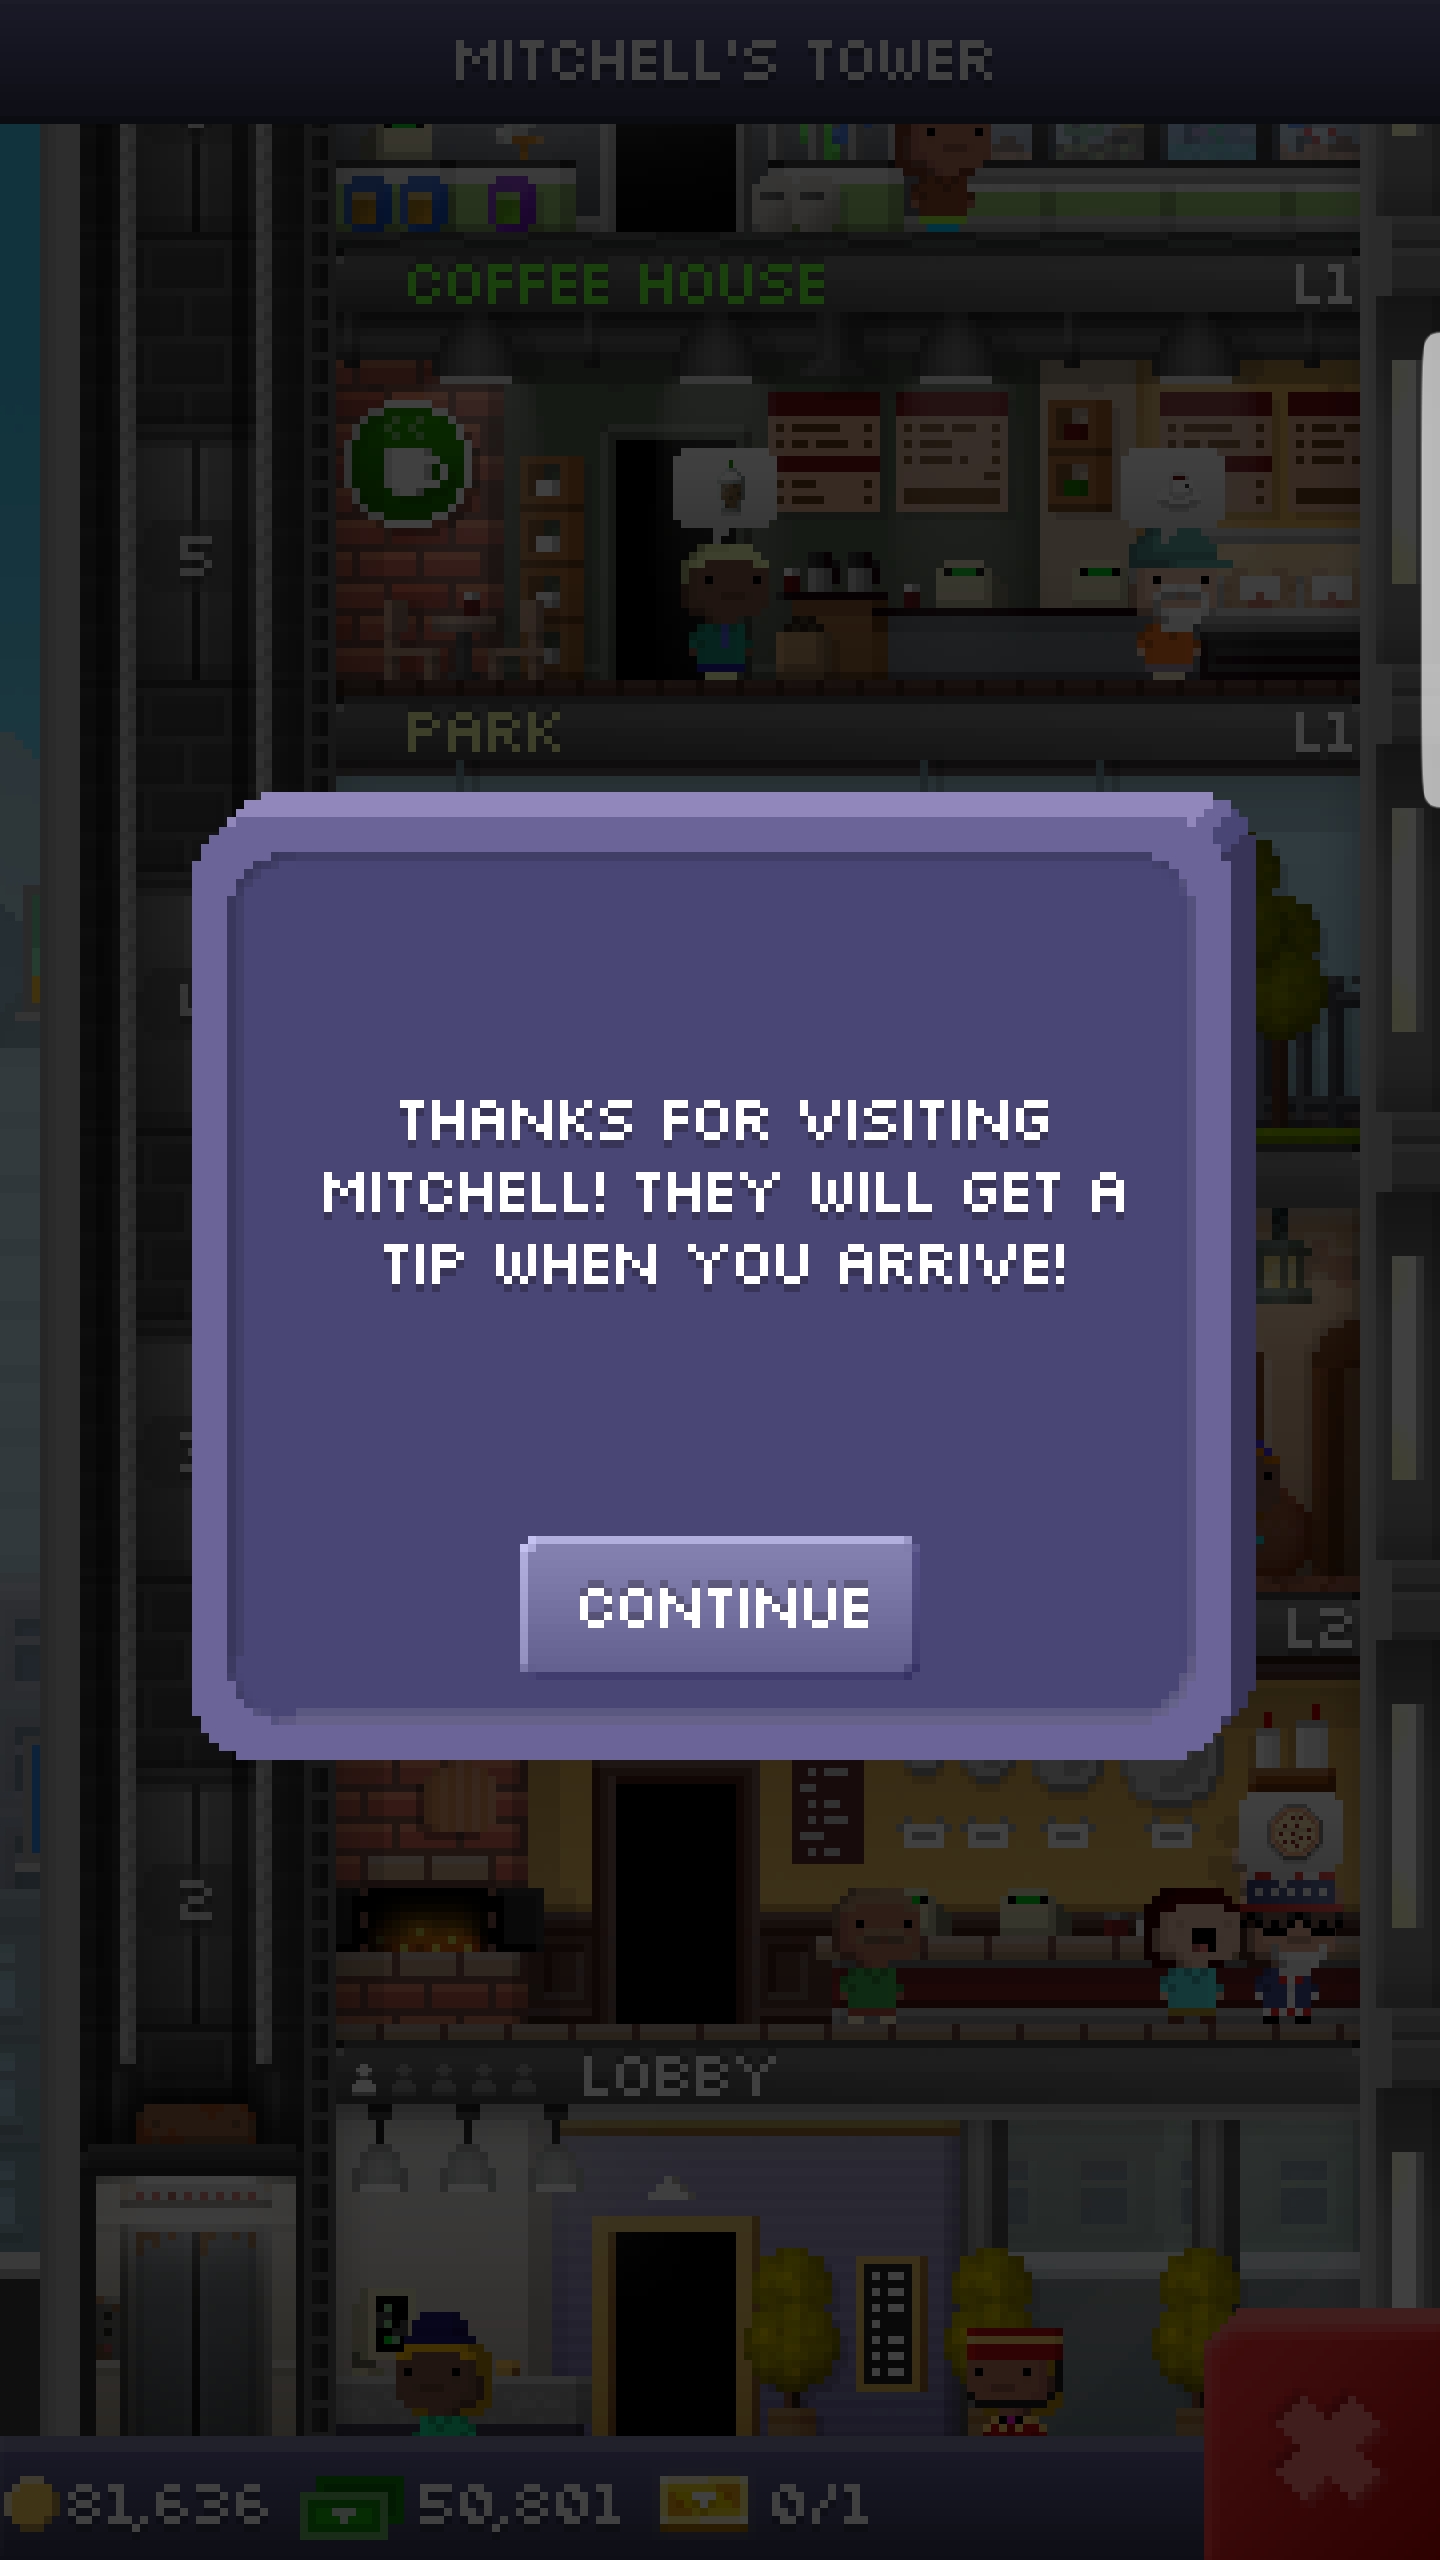 MITCHELL'S TOWER
COFFEE HOUSE L1
5
PARK L1
THANKS FOR VISITING
MITCHELL! THEY WILL GET A
TIP WHEN YOU ARRIVE!
CONTINUE
L2
2
LOBBY
81,636 50,801 0/1